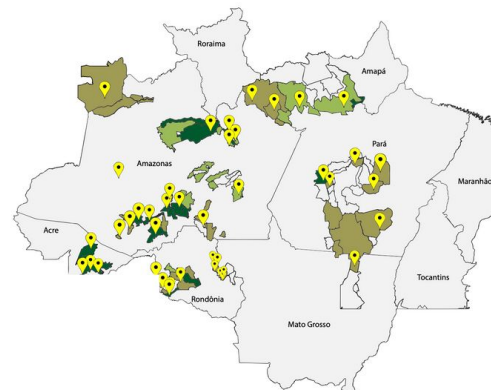 Roraima
Amapá
Amazonas
Pará
Maranhão
Acre
Tocantins
Rondônia
Mato Grosso